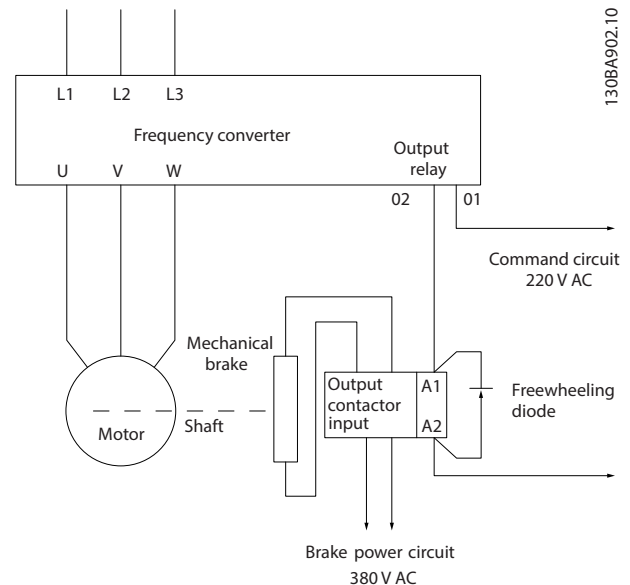 130BA902.10
L1 L2 L3
Frequency converter
U V W
Output
relay
02 01
Command circuit
220 V AC
Mechanical
brake
Output
contactor
input
A1
A2
Freewheeling
diode
Motor
Shaft
Brake power circuit
380 V AC